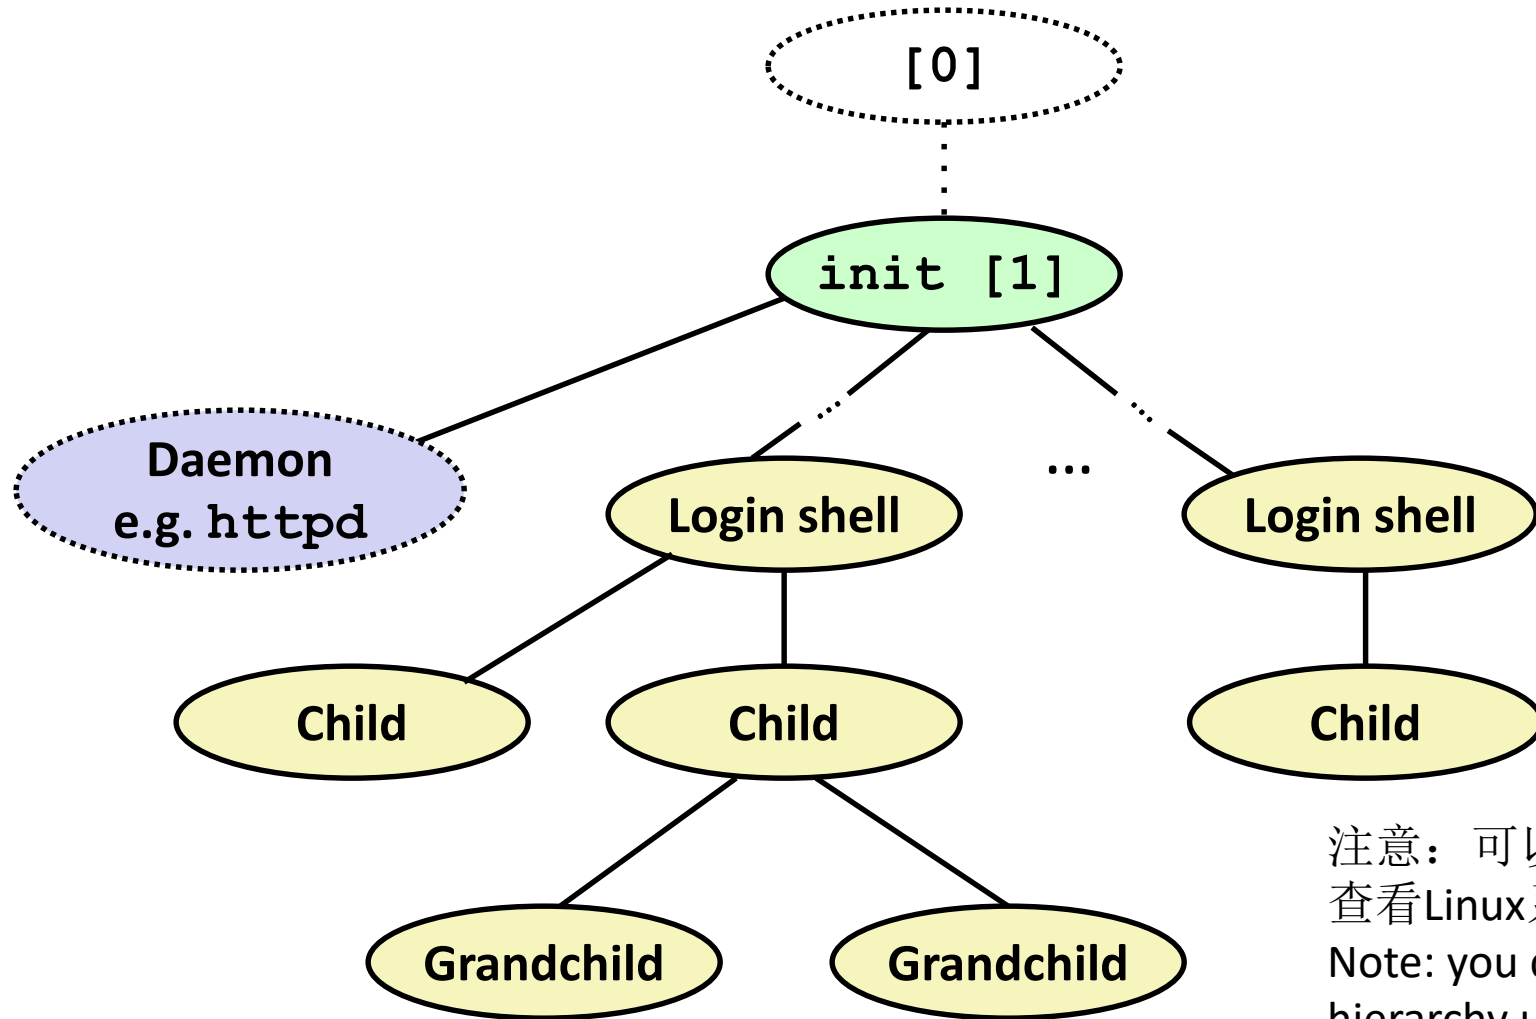 [0]
init [1]
Daemon
e.g. httpd
Login shell
...
Login shell
Child
Child
Child
Grandchild
Grandchild
注意：可
查看Linux
Note: you
hierarchy